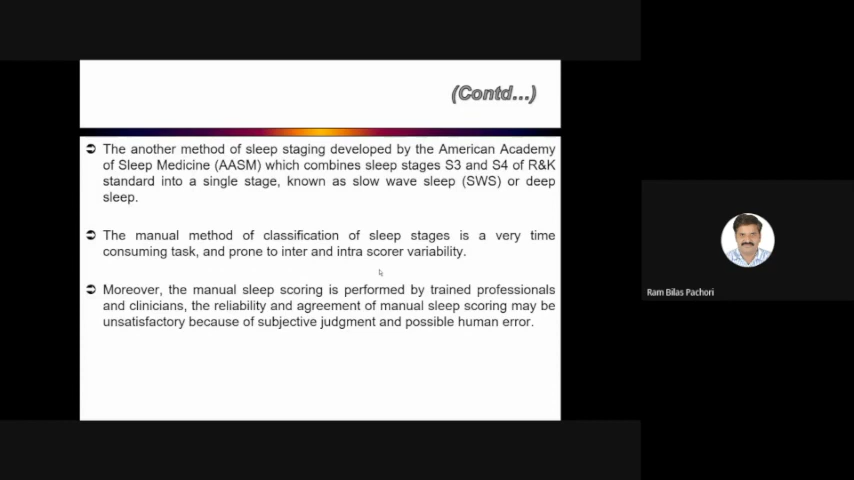 (Contd...)
The another method of sleep staging developed by the American Academy
of Sleep Medicine (AASM) which combines sleep stages S3 and S4 of R&K
standard into a single stage, known as slow wave sleep (SWS) or deep
sleep.
The manual method of classification of sleep stages is a very time
consuming task, and prone to inter and intra scorer variability.
Moreover, the manual sleep scoring is performed by trained professionals
and clinicians, the reliability and agreement of manual sleep scoring may be
unsatisfactory because of subjective judgment and possible human error.
Ram Bilas Pachori